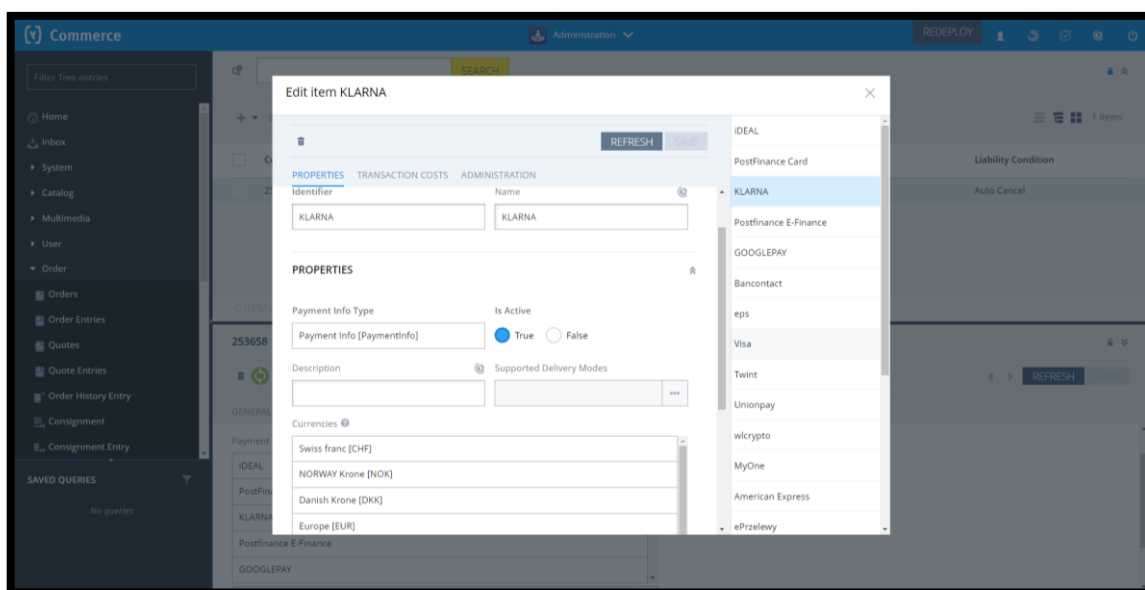 Commerce
Administration
REDEPLOY
Filter Tree entries
SEARCH
Home
Inbox
System
Catalog
Multimedia
User
Order
Orders
Order Entries
Quotes
Quote Entries
Order History Entry
Consignment
Consignment Entry
SAVED QUERIES
No queries
1 items
Liability Condition
Auto Cancel
0 ITEMS
253658
REFRESH
SAVE
GENERAL
Payment
iDEAL
PostFin
KLARNA
Postfinance E-Finance
GOOGLEPAY
Edit item KLARNA
REFRESH SAVE
PROPERTIES TRANSACTION COSTS ADMINISTRATION
Identifier Name
KLARNA KLARNA
PROPERTIES
Payment Info Type Is Active
Payment Info [PaymentInfo] True False
Description Supported Delivery Modes
Currencies
Swiss franc [CHF]
NORWAY Krone [NOK]
Danish Krone [DKK]
Europe [EUR]
iDEAL
PostFinance Card
KLARNA
Postfinance E-Finance
GOOGLEPAY
Bancontact
eps
Visa
Twint
Unionpay
wlcrypto
MyOne
American Express
ePrzelewy